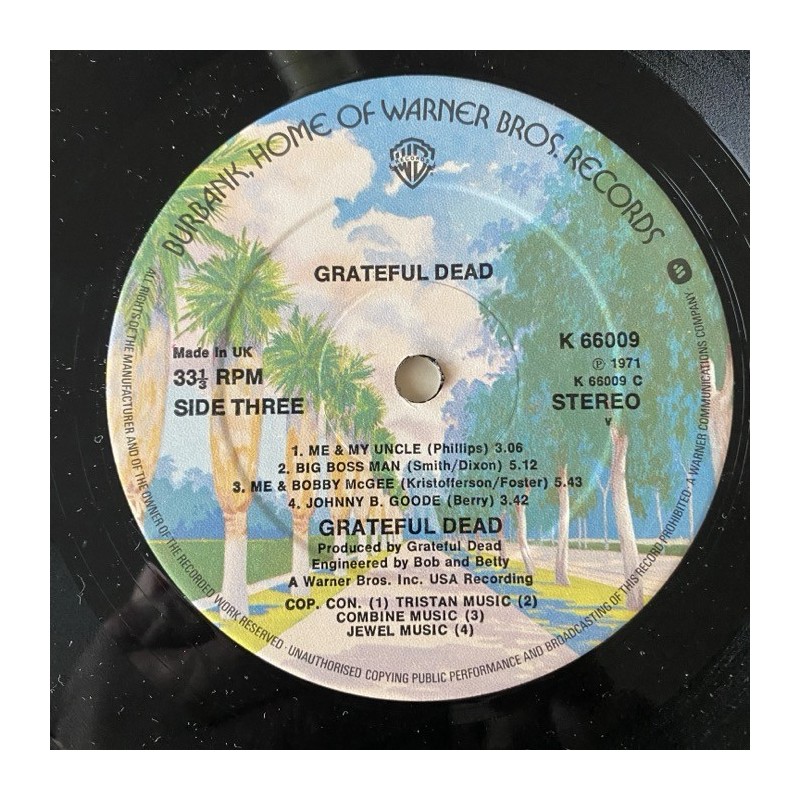 BURBANK, HOME OF WARNER BROS. RECORDS
WB
RECORDS
GRATEFUL DEAD
Made in UK
33⅓ RPM
SIDE THREE
K 66009
℗ 1971
K 66009 C
STEREO
v
1. ME & MY UNCLE (Phillips) 3.06
2. BIG BOSS MAN (Smith/Dixon) 5.12
3. ME & BOBBY McGEE (Kristofferson/Foster) 5.43
4. JOHNNY B. GOODE (Berry) 3.42
GRATEFUL DEAD
Produced by Grateful Dead
Engineered by Bob and Betty
A Warner Bros. Inc. USA Recording
COP. CON. (1) TRISTAN MUSIC (2)
COMBINE MUSIC (3)
JEWEL MUSIC (4)
ALL RIGHTS OF THE MANUFACTURER AND OF THE OWNER OF THE RECORDED WORK RESERVED · UNAUTHORISED COPYING PUBLIC PERFORMANCE AND BROADCASTING OF THIS RECORD PROHIBITED · A WARNER COMMUNICATIONS COMPANY